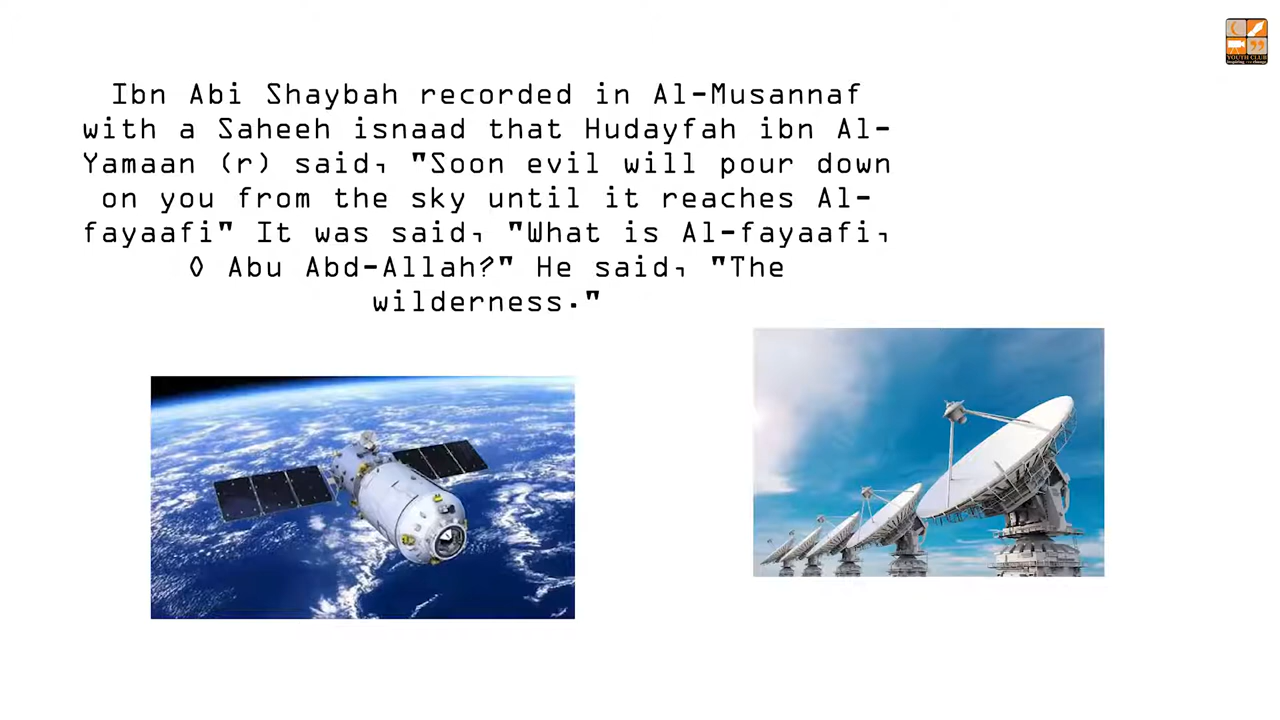 Ibn Abi Shaybah recorded in Al-Musannaf
with a Saheeh isnaad that Hudayfah ibn Al-
Yamaan (r) said, "Soon evil will pour down
on you from the sky until it reaches Al-
fayaafi" It was said, "What is Al-fayaafi,
O Abu Abd-Allah?" He said, "The
wilderness."
YOUTH CLUB